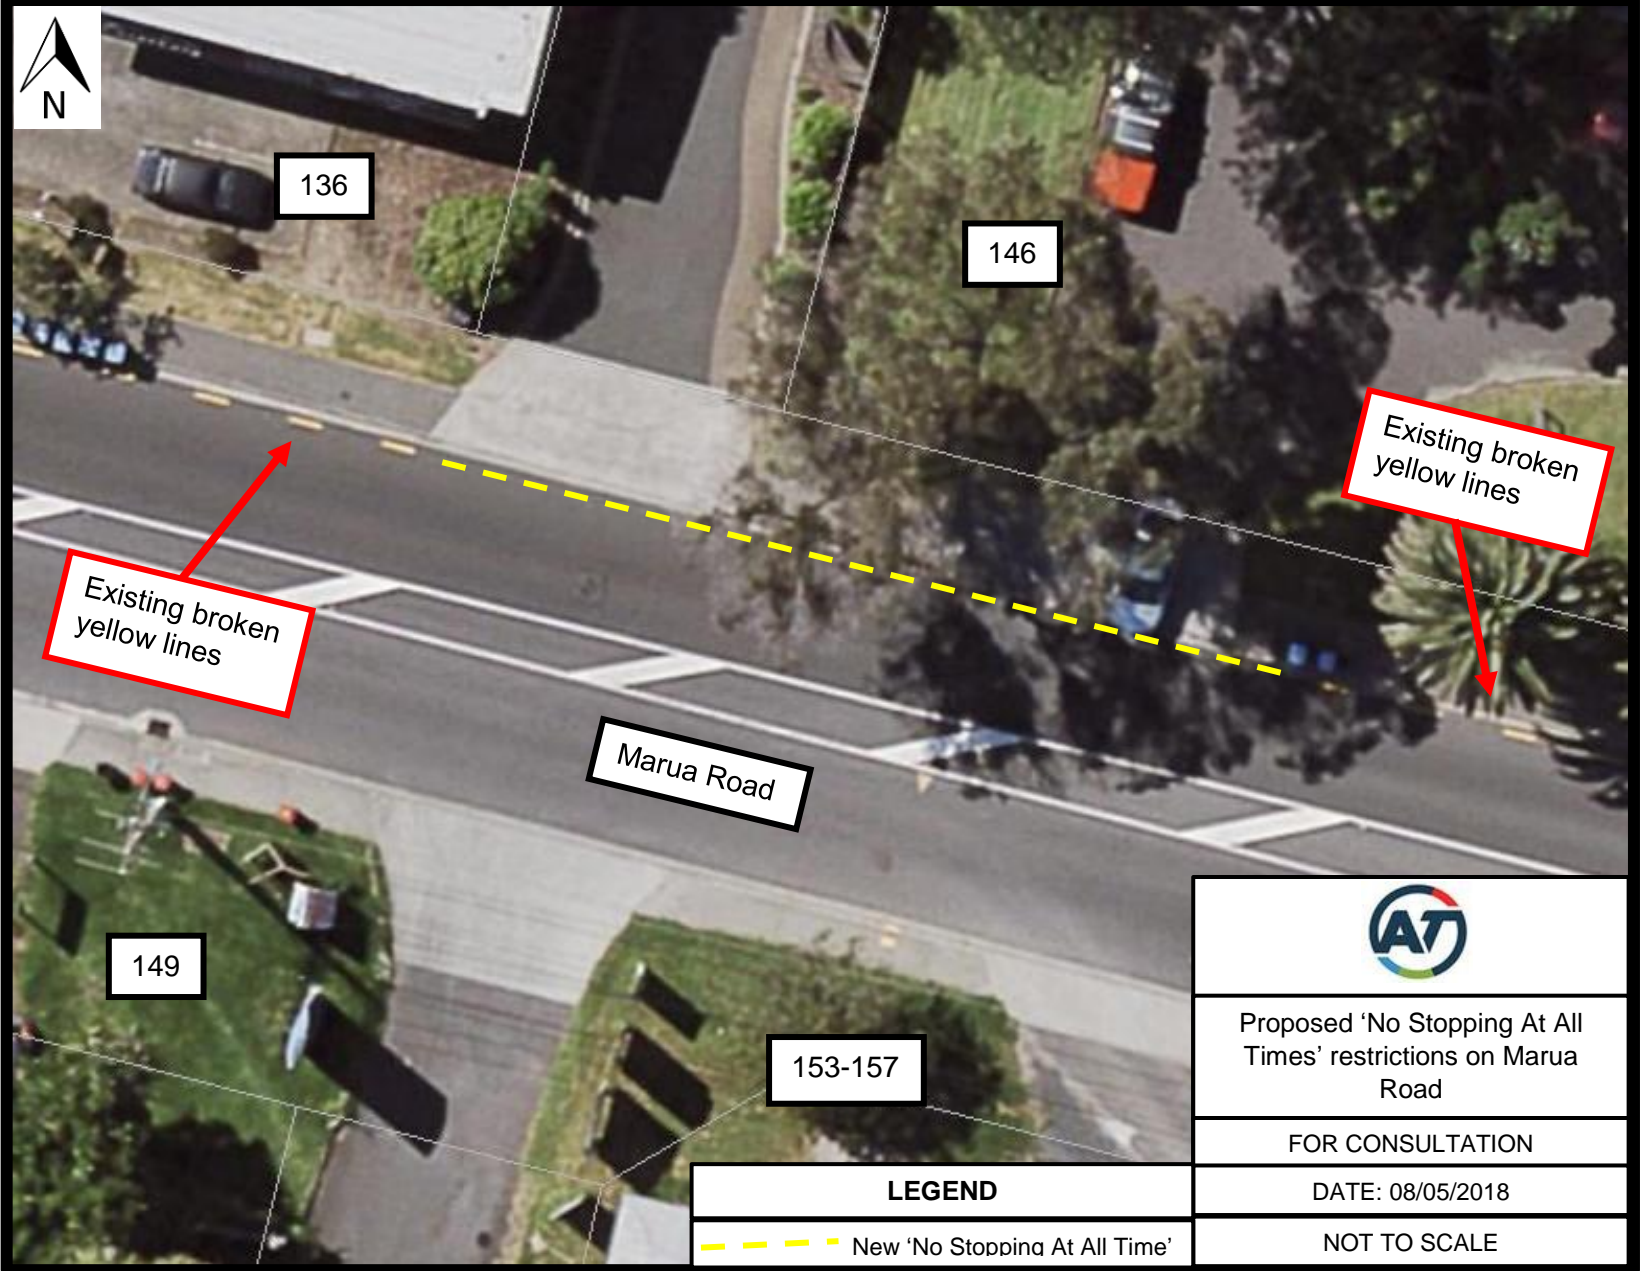 N
136
146
Existing broken
yellow lines
Existing broken
yellow lines
Marua Road
149
153-157
AT
Proposed ‘No Stopping At All
Times’ restrictions on Marua
Road
FOR CONSULTATION
LEGEND
DATE: 08/05/2018
New ‘No Stopping At All Time’
NOT TO SCALE